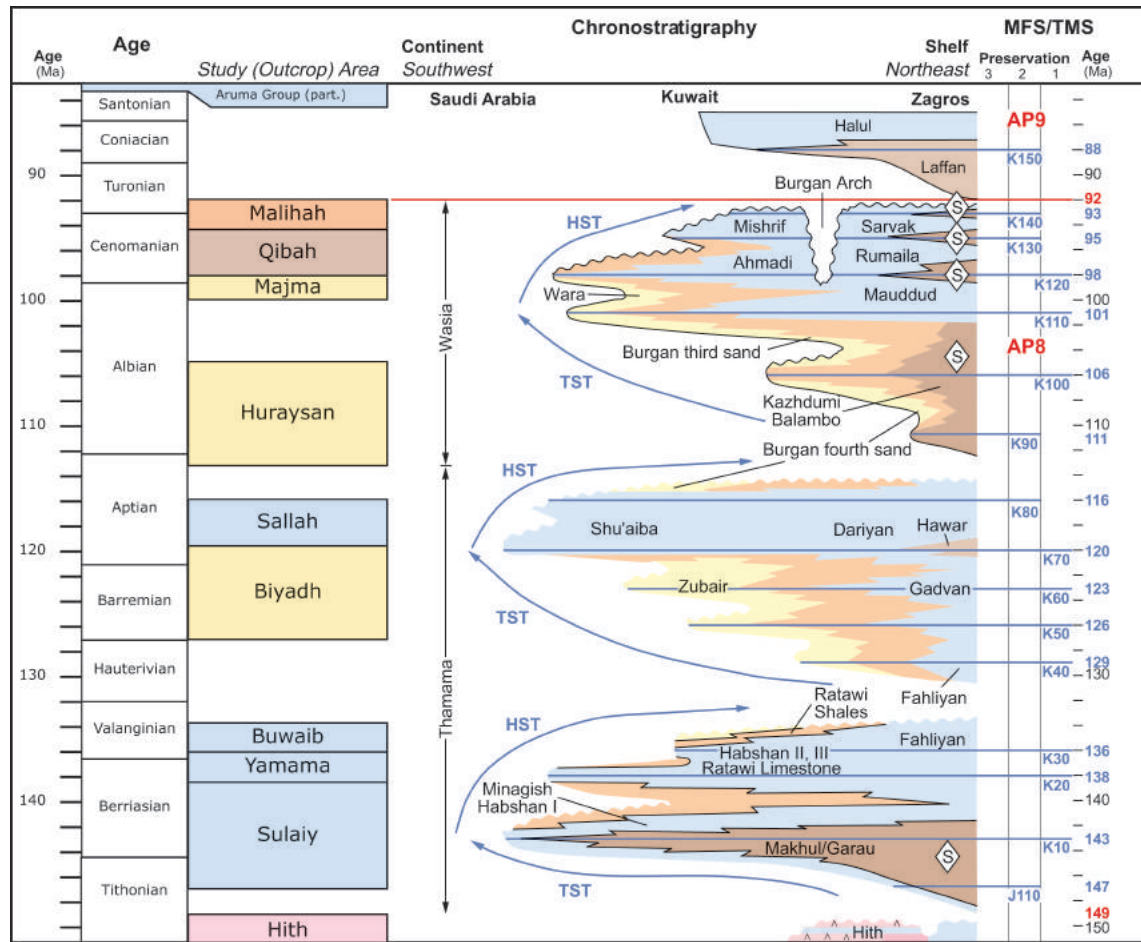 Chronostratigraphy
MFS/TMS
Age
(Ma)
Age
Study (Outcrop) Area
Continent
Southwest
Shelf
Northeast
Preservation
3 2 1
Age
(Ma)
Saudi Arabia
Kuwait
Zagros
Santonian
Coniacian
Turonian
Cenomanian
Albian
Aptian
Barremian
Hauterivian
Valanginian
Berriasian
Tithonian
90
100
110
120
130
140
Aruma Group (part.)
Malihah
Qibah
Majma
Huraysan
Sallah
Biyadh
Buwaib
Yamama
Sulaiy
Hith
Wasia
Thamama
AP9
Halul
K150
88
Laffan
90
Burgan Arch
92
S
HST
Mishrif
Sarvak
K140
93
S
K130
95
Ahmadi
Rumaila
S
K120
98
Wara
Mauddud
100
K110
101
Burgan third sand
AP8
S
TST
K100
106
Kazhdumi
Balambo
110
K90
111
Burgan fourth sand
HST
K80
116
Shu'aiba
Dariyan
Hawar
K70
120
Zubair
Gadvan
K60
123
TST
K50
126
K40
129
130
Fahliyan
Ratawi
Shales
HST
Fahliyan
Habshan II, III
K30
136
Ratawi Limestone
K20
138
Minagish
Habshan I
140
K10
143
Makhul/Garau
S
TST
J110
147
149
Hith
150